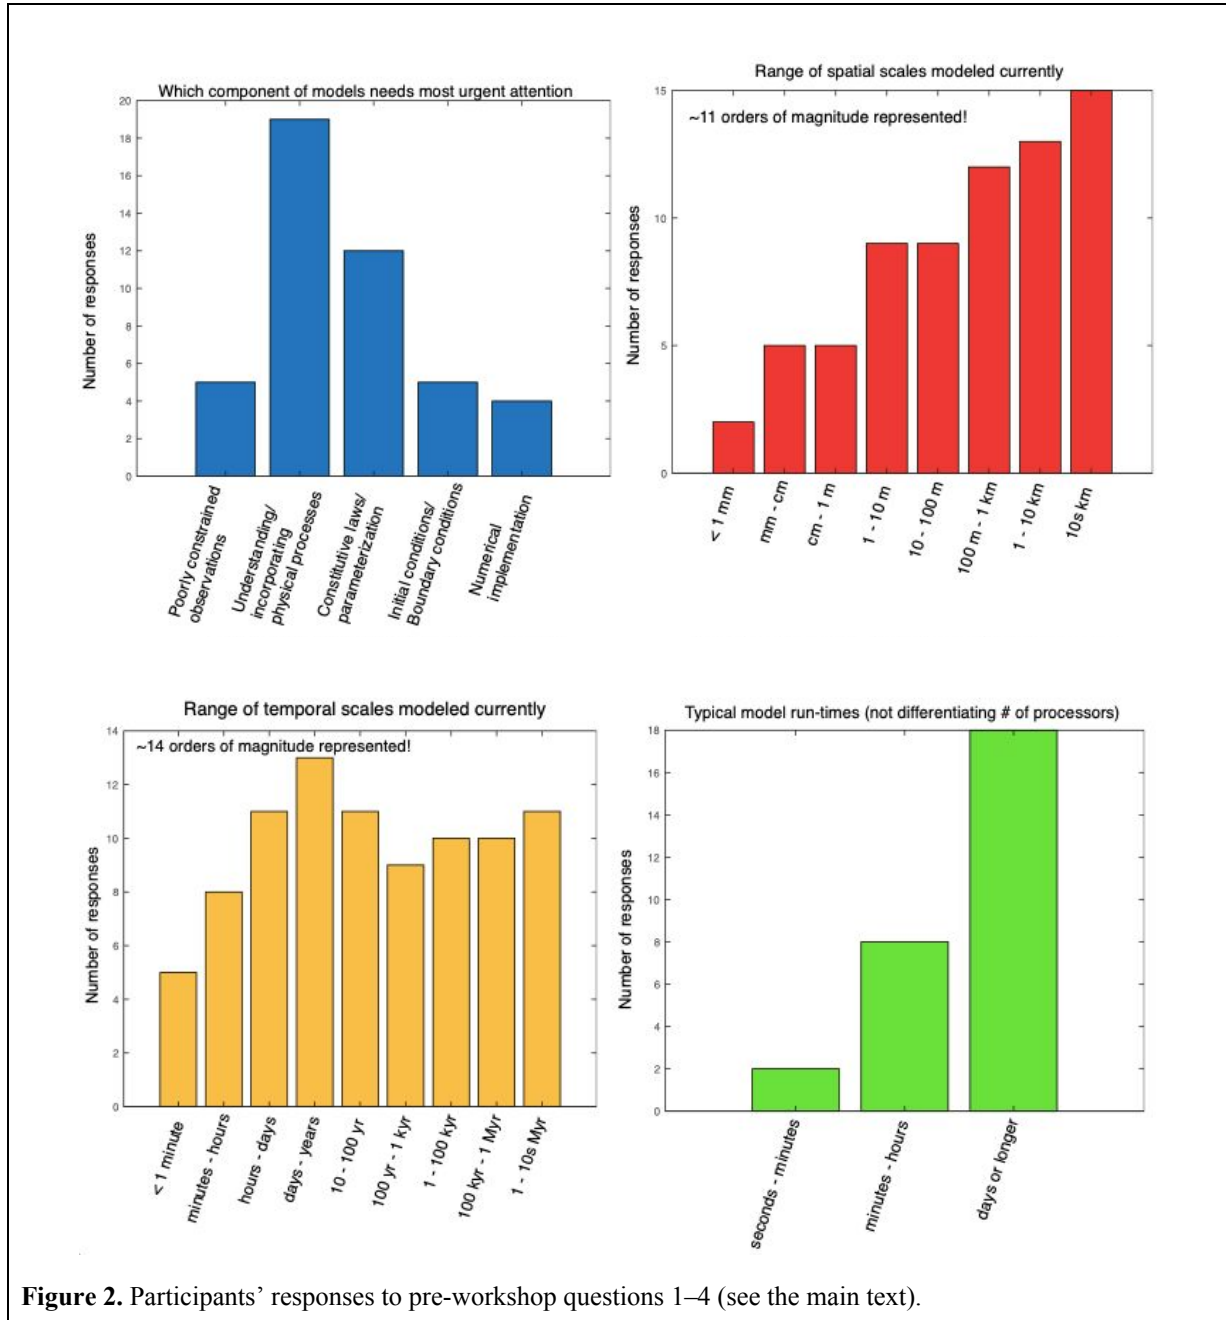 Which component of models needs most urgent attention
20
18
16
14
12
10
8
6
4
2
0
Number of responses
Poorly constrained
observations
Understanding/
incorporating
physical processes
Constitutive laws/
parameterization
Initial conditions/
Boundary conditions
Numerical
implementation
Range of spatial scales modeled currently
~11 orders of magnitude represented!
15
10
5
0
Number of responses
< 1 mm
mm - cm
cm - 1 m
1 - 10 m
10 - 100 m
100 m - 1 km
1 - 10 km
10s km
Range of temporal scales modeled currently
~14 orders of magnitude represented!
14
12
10
8
6
4
2
0
Number of responses
< 1 minute
minutes - hours
hours - days
days - years
10 - 100 yr
100 yr - 1 kyr
1 - 100 kyr
100 kyr - 1 Myr
1 - 10s Myr
Typical model run-times (not differentiating # of processors)
18
16
14
12
10
8
6
4
2
0
Number of responses
seconds - minutes
minutes - hours
days or longer
Figure 2. Participants’ responses to pre-workshop questions 1–4 (see the main text).